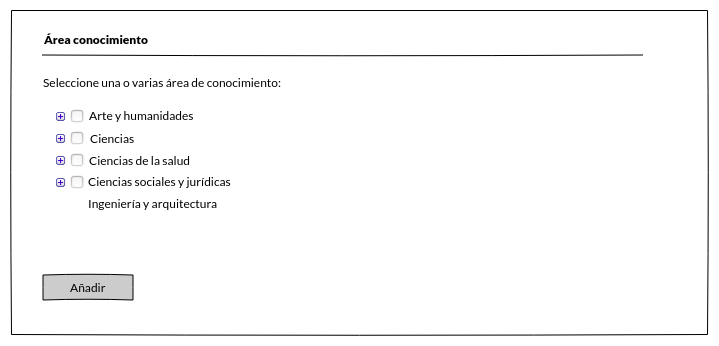 Área conocimiento
Seleccione una o varias área de conocimiento:
Arte y humanidades
Ciencias
Ciencias de la salud
Ciencias sociales y jurídicas
Ingeniería y arquitectura
Añadir